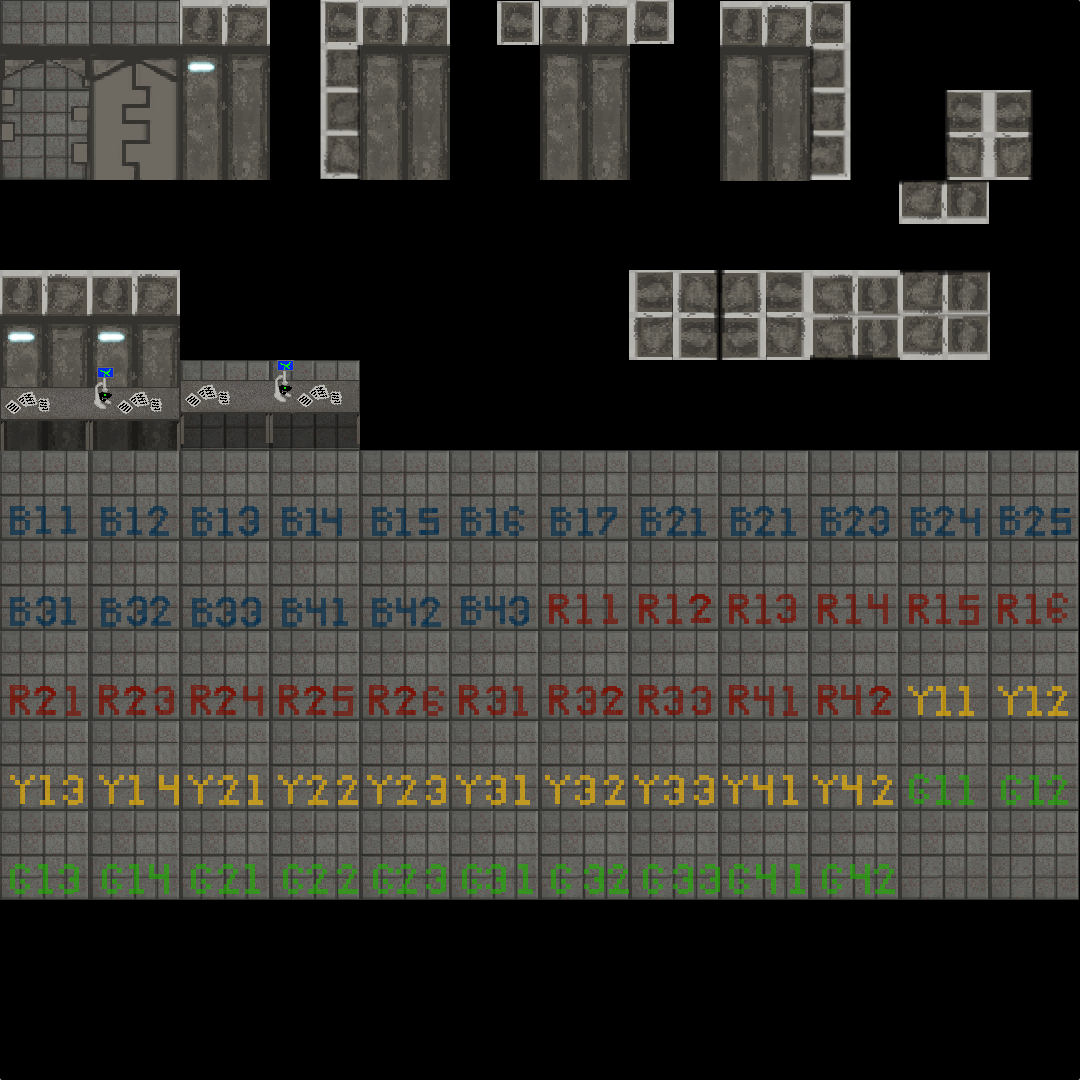 B11 B12 B13 B14 B15 B16 B17 B21 B21 B23 B24 B25
B31 B32 B33 B41 B42 B43 R11 R12 R13 R14 R15 R16
R21 R23 R24 R25 R26 R31 R32 R33 R41 R42 Y11 Y12
Y13 Y14 Y21 Y22 Y23 Y31 Y32 Y33 Y41 Y42 G11 G12
G13 G14 G21 G22 G23 G31 G32 G33 G41 G42